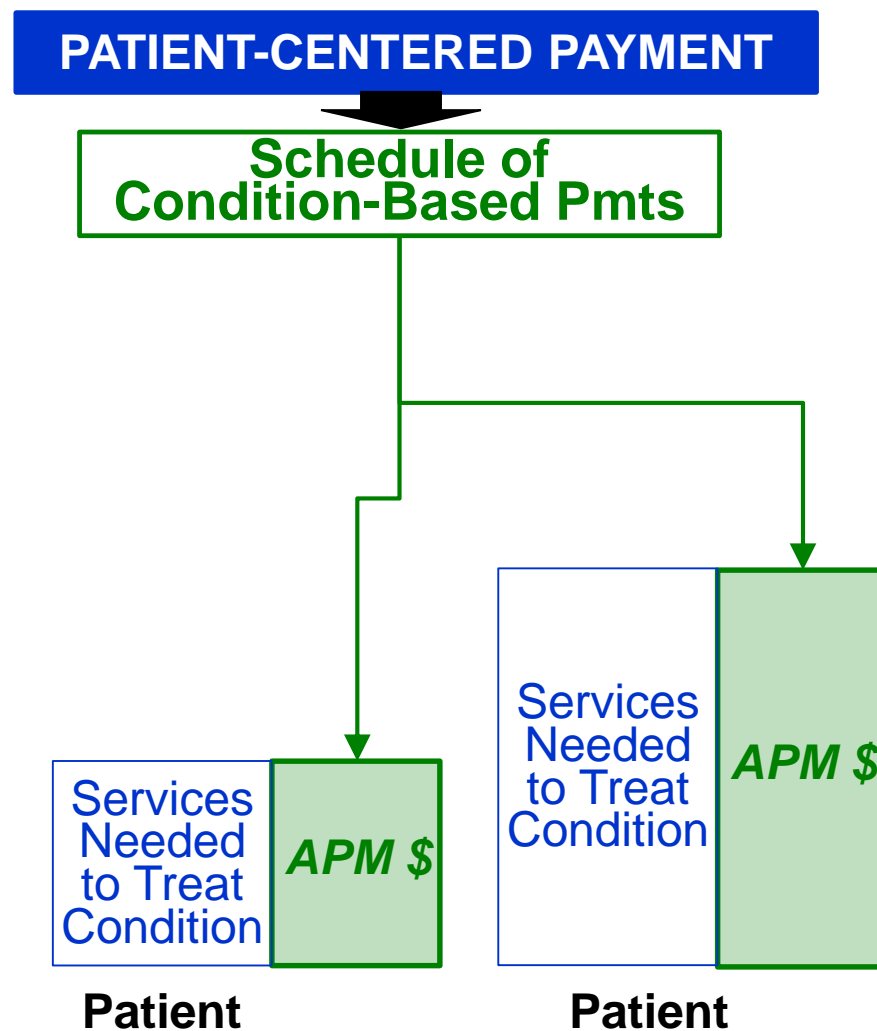 PATIENT-CENTERED PAYMENT
Schedule of
Condition-Based Pmts
Services
Needed
to Treat
Condition
APM $
Patient
Services
Needed
to Treat
Condition
APM $
Patient